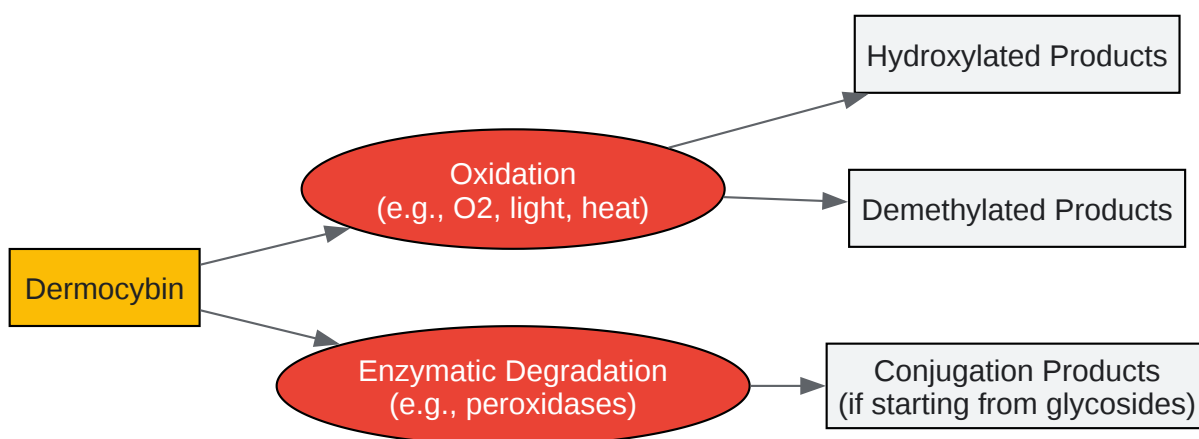 Dermocybin
Oxidation
(e.g., O2, light, heat)
Enzymatic Degradation
(e.g., peroxidases)
Hydroxylated Products
Demethylated Products
Conjugation Products
(if starting from glycosides)